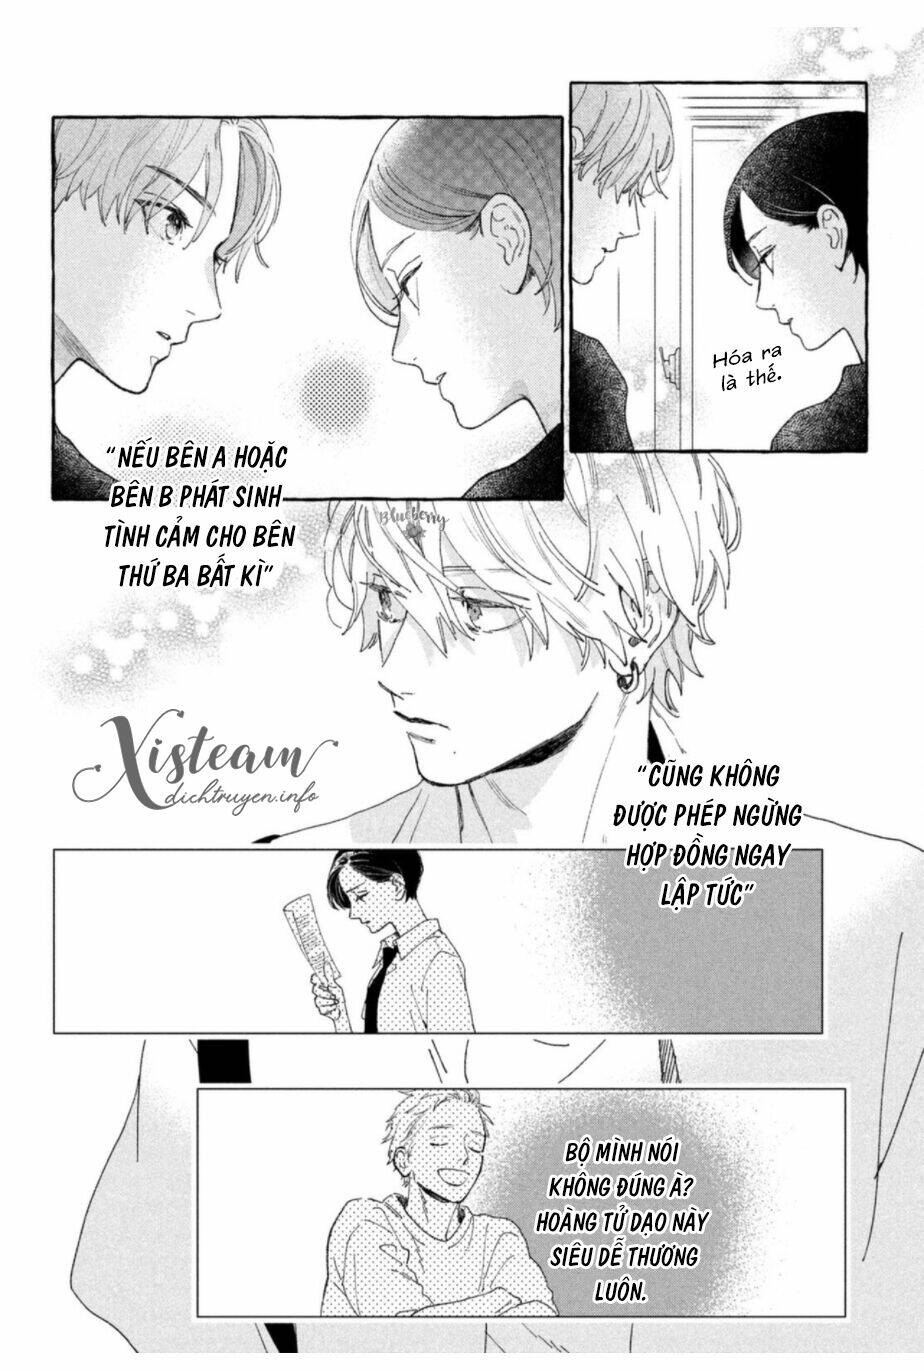 Hóa ra
là thế.
"NẾU BÊN A HOẶC
BÊN B PHÁT SINH
TÌNH CẢM CHO BÊN
THỨ BA BẤT KÌ"
Blueberry
Xisteam
dichtruyen.info
"CŨNG KHÔNG
ĐƯỢC PHÉP NGỪNG
HỢP ĐỒNG NGAY
LẬP TỨC"
BỘ MÌNH NÓI
KHÔNG ĐÚNG À?
HOÀNG TỬ DẠO NÀY
SIÊU DỄ THƯƠNG
LUÔN.